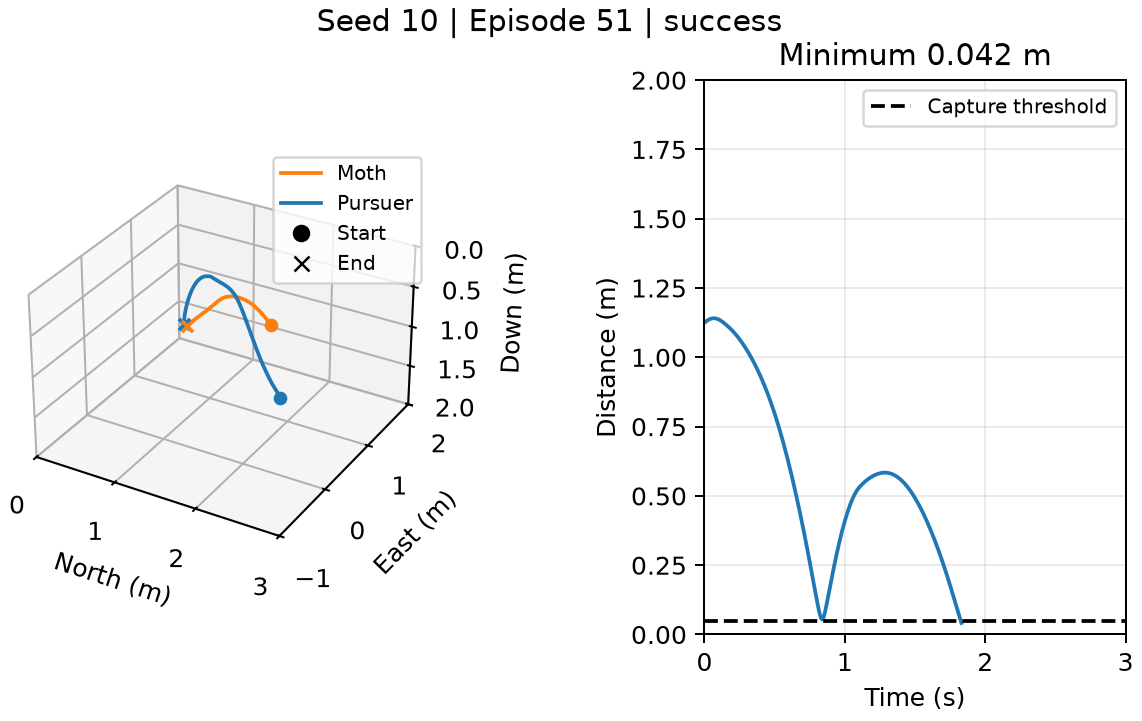 Seed 10 | Episode 51 | success
Moth
Pursuer
Start
End
0.0
0.5
1.0
1.5
2.0
Down (m)
2
1
0
−1
East (m)
0
1
2
3
North (m)
Minimum 0.042 m
Capture threshold
2.00
1.75
1.50
1.25
1.00
0.75
0.50
0.25
0.00
Distance (m)
0 1 2 3
Time (s)